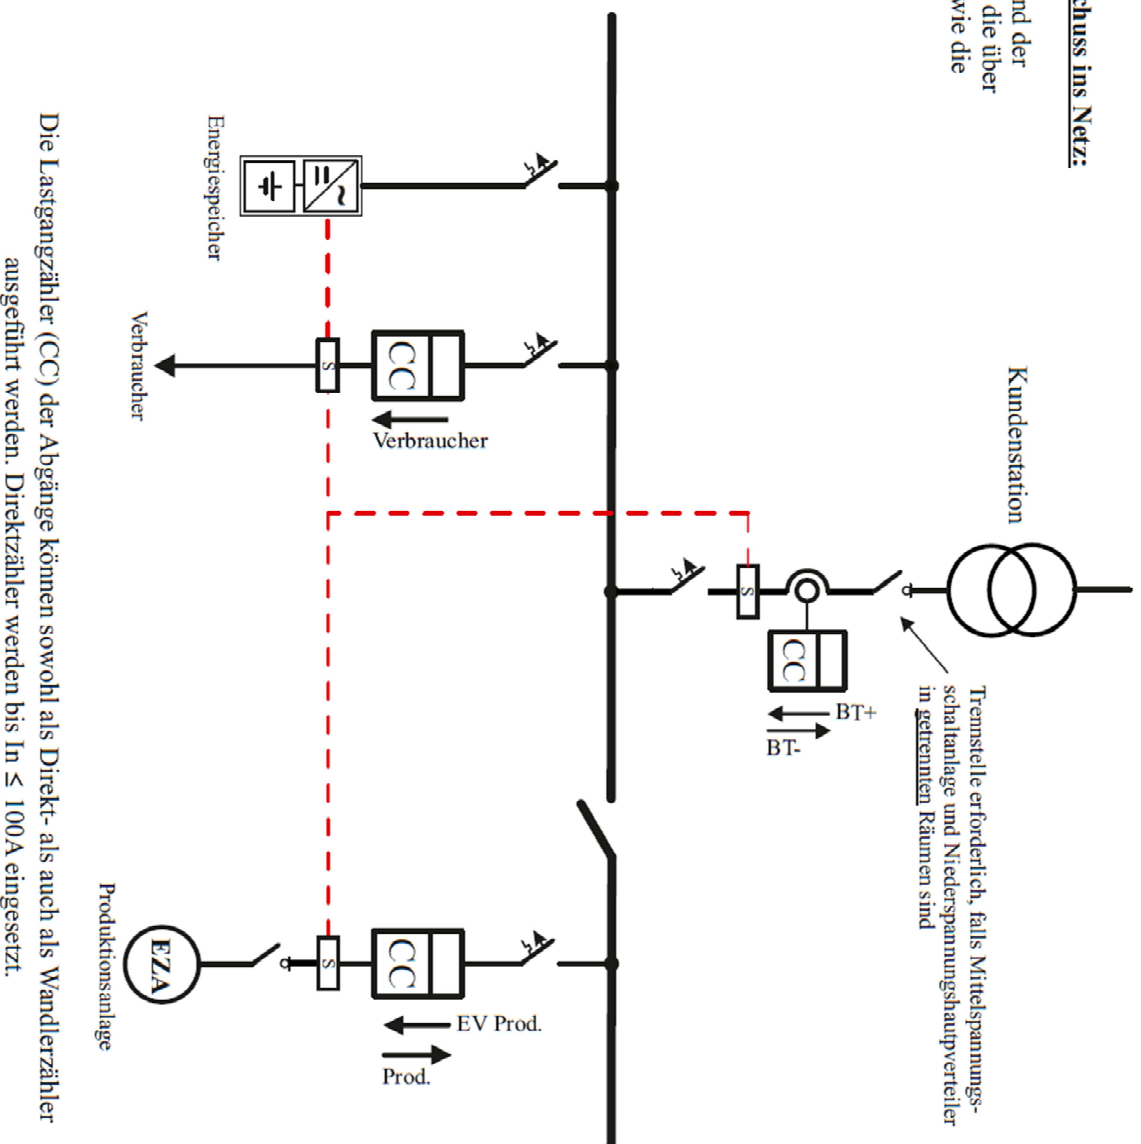 chuss ins Netz:
nd der
die über
wie die
Kundenstation
Trennstelle erforderlich, falls Mittelspannungs-
schaltanlage und Niederspannungshautpverteiler
in getrennten Räumen sind
S
CC
BT+
BT-
Energiespeicher
S
CC
Verbraucher
Verbraucher
S
CC
EV Prod.
Prod.
EZA
Produktionsanlage
Die Lastgangzähler (CC) der Abgänge können sowohl als Direkt- als auch als Wandlerzähler
ausgeführt werden. Direktzähler werden bis In ≤ 100A eingesetzt.